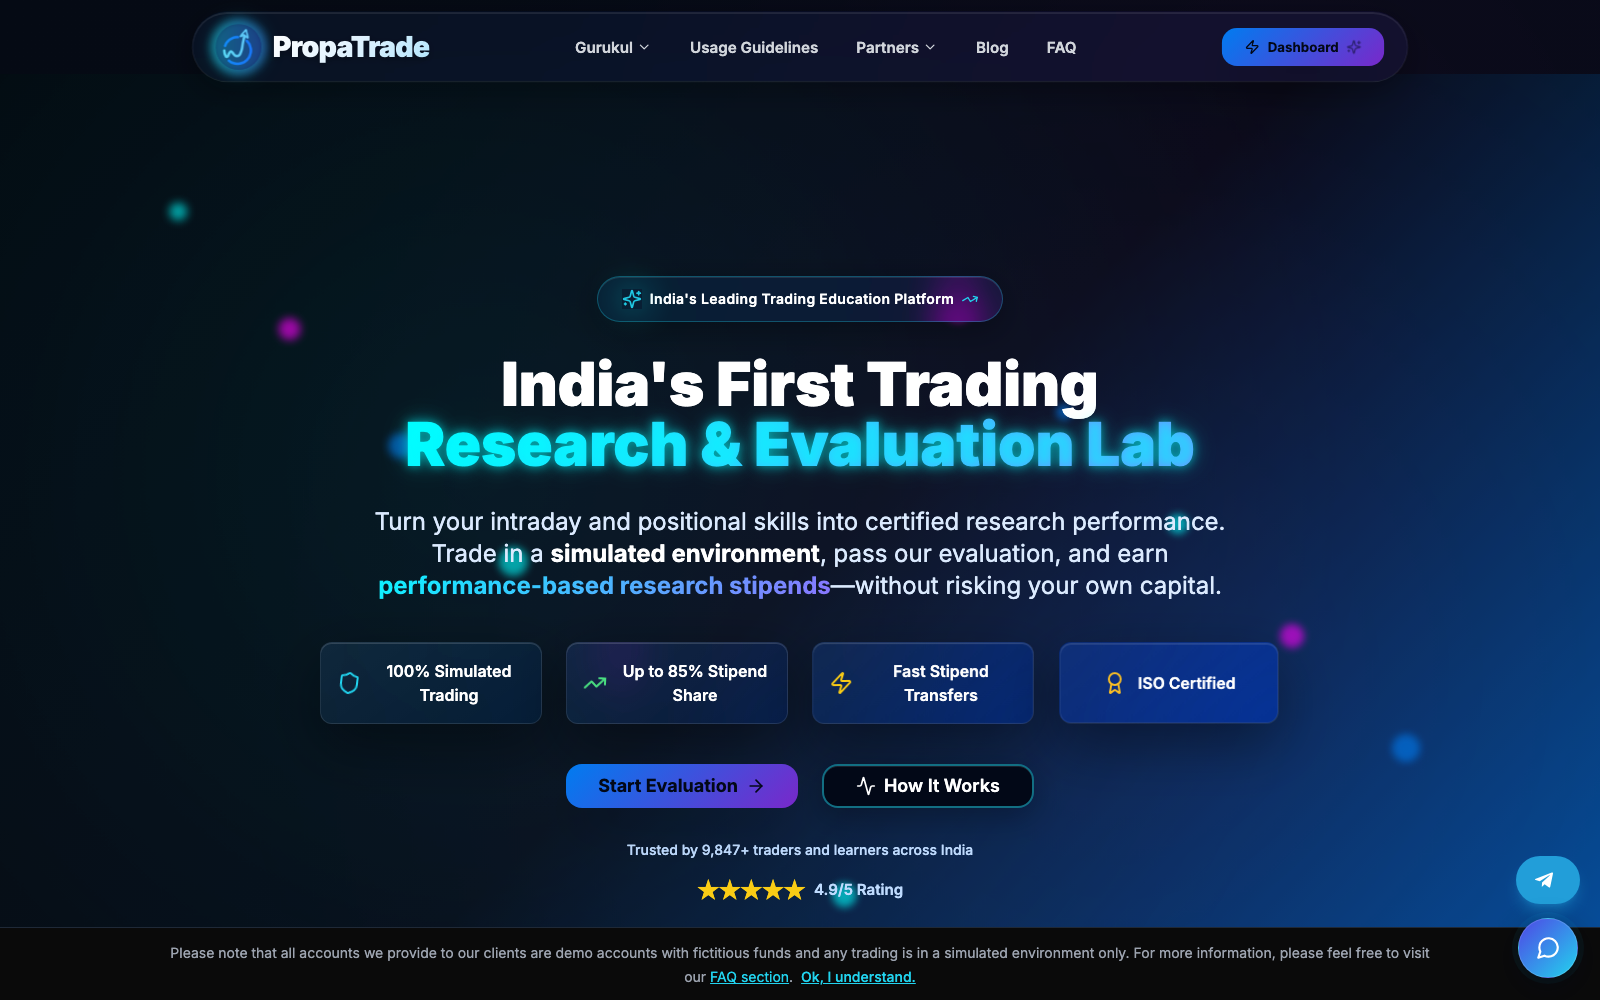 PropaTrade
Gurukul
Usage Guidelines
Partners
Blog
FAQ
Dashboard
India's Leading Trading Education Platform
India's First Trading
Research & Evaluation Lab
Turn your intraday and positional skills into certified research performance.
Trade in a simulated environment, pass our evaluation, and earn
performance-based research stipends—without risking your own capital.
100% Simulated
Trading
Up to 85% Stipend
Share
Fast Stipend
Transfers
ISO Certified
Start Evaluation
How It Works
Trusted by 9,847+ traders and learners across India
4.9/5 Rating
Please note that all accounts we provide to our clients are demo accounts with fictitious funds and any trading is in a simulated environment only. For more information, please feel free to visit
our FAQ section. Ok, I understand.